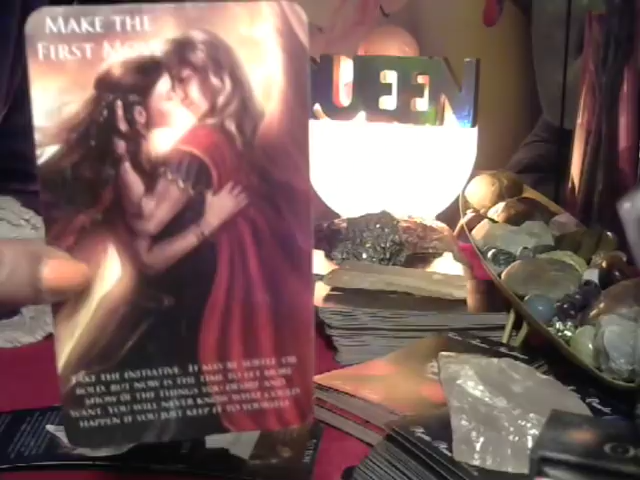 MAKE THE
FIRST MOVE
QUEEN
TAKE THE INITIATIVE. IT MAY BE SUBTLE OR
BOLD, BUT NOW IS THE TIME TO LET MORE
SHOW OF THE THINGS YOU DESIRE AND
WANT. YOU WILL NEVER KNOW WHAT COULD
HAPPEN IF YOU JUST KEEP IT TO YOURSELF.